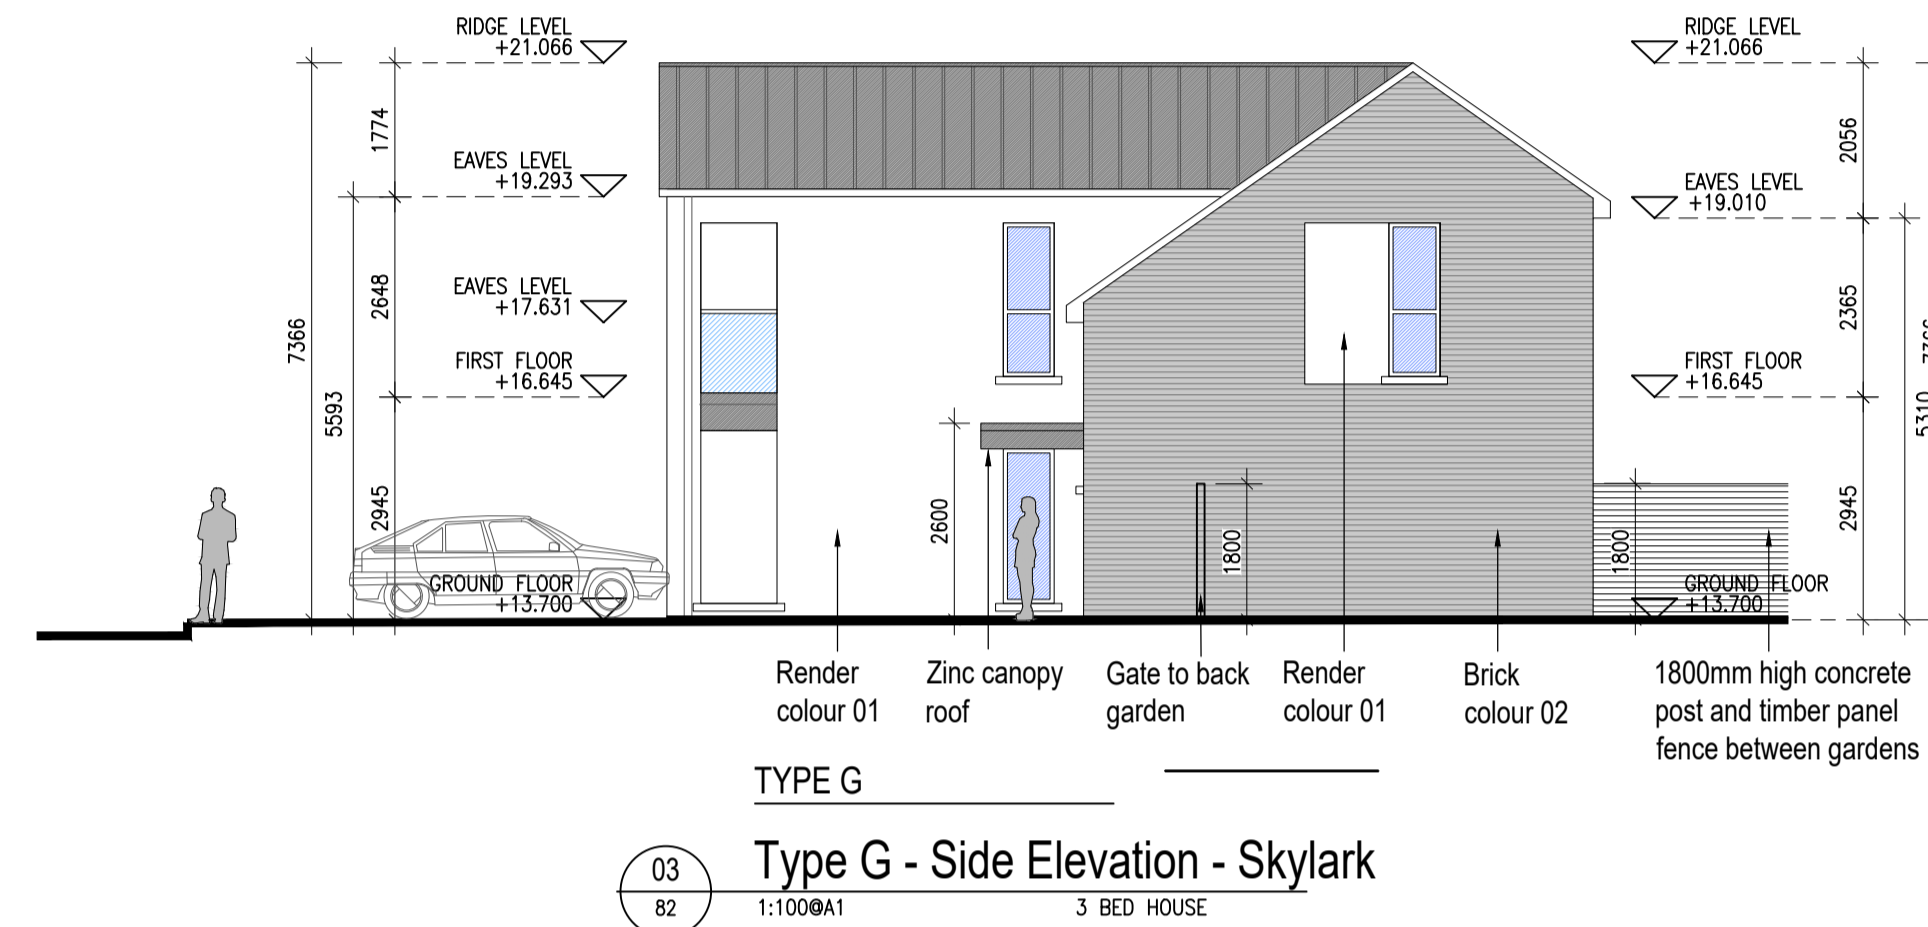 RIDGE LEVEL
+21.066
EAVES LEVEL
+19.293
EAVES LEVEL
+17.631
FIRST FLOOR
+16.645
GROUND FLOOR
+13.700
7366
5593
1774
2648
2945
2600
1800
1800
RIDGE LEVEL
+21.066
EAVES LEVEL
+19.010
FIRST FLOOR
+16.645
GROUND FLOOR
+13.700
2056
2365
2945
5310
Render
colour 01
Zinc canopy
roof
Gate to back
garden
Render
colour 01
Brick
colour 02
1800mm high concrete
post and timber panel
fence between gardens
TYPE G
03
82
Type G - Side Elevation - Skylark
1:100@A1
3 BED HOUSE